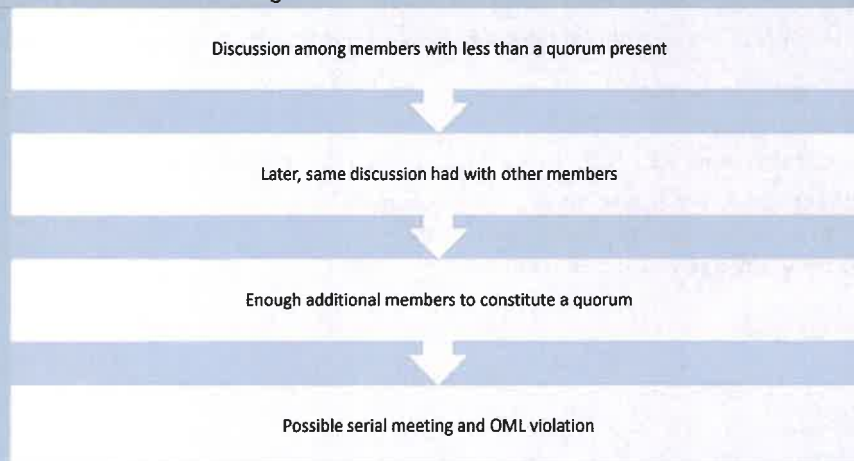 Discussion among members with less than a quorum present
Later, same discussion had with other members
Enough additional members to constitute a quorum
Possible serial meeting and OML violation